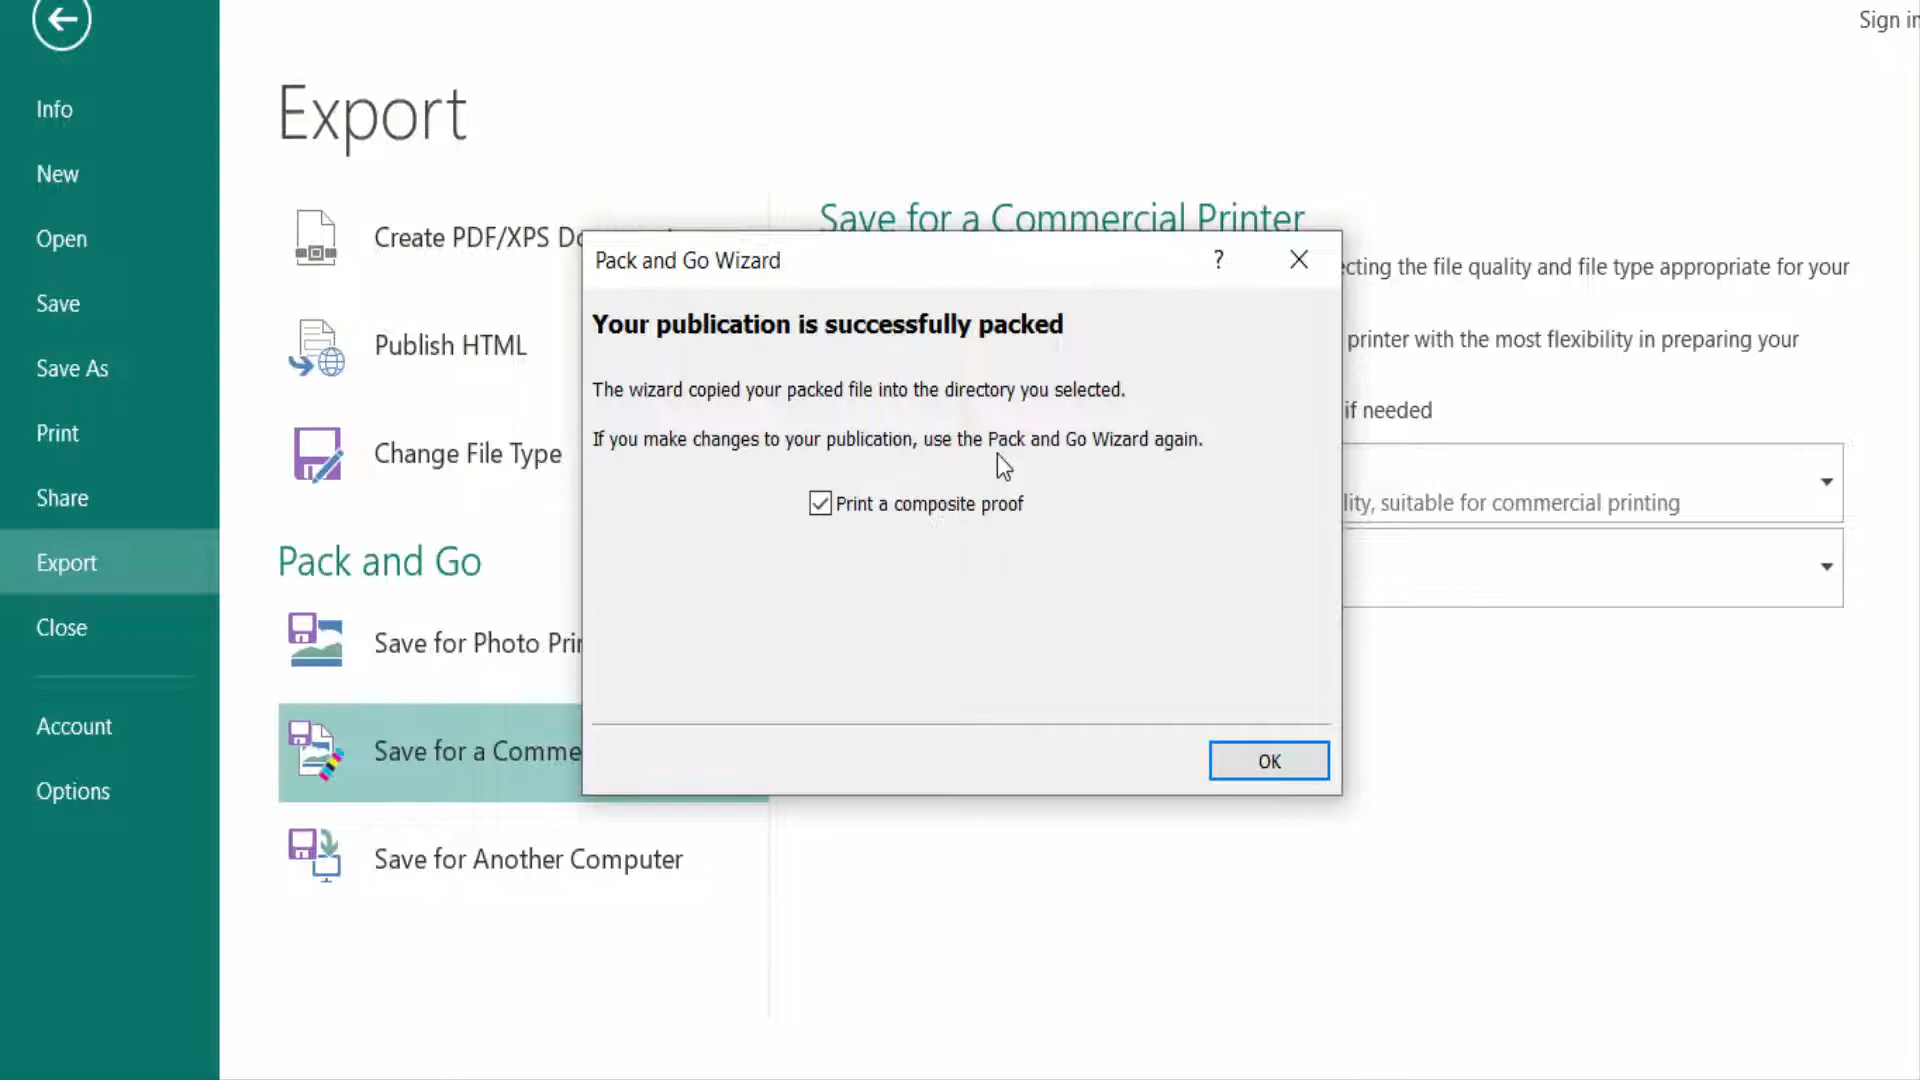 Sign in
Info
New
Open
Save
Save As
Print
Share
Export
Close
Account
Options
Export
Create PDF/XPS
Publish HTML
Change File Type
Pack and Go
Save for Photo
Save for a
Save for Another Computer
Save for a Commercial Printer
cting the file quality and file type appropriate for your
printer with the most flexibility in preparing your
if needed
lity, suitable for commercial printing
Pack and Go Wizard
?
Your publication is successfully packed
The wizard copied your packed file into the directory you selected.
If you make changes to your publication, use the Pack and Go Wizard again.
Print a composite proof
OK